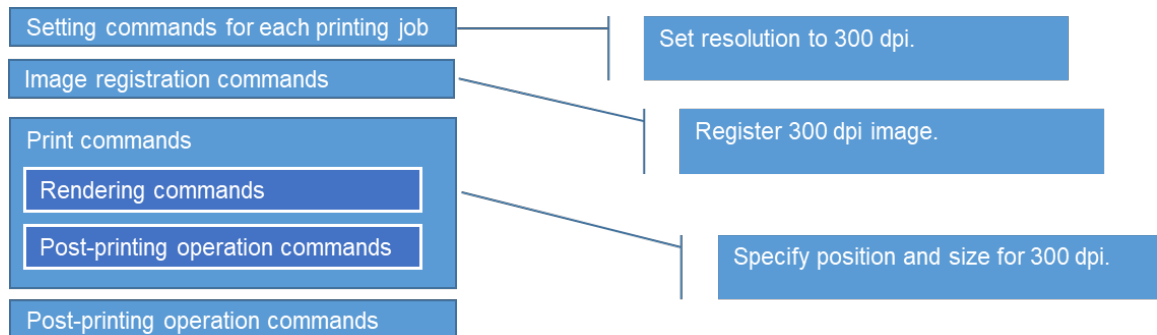 Setting commands for each printing job
Set resolution to 300 dpi.
Image registration commands
Register 300 dpi image.
Print commands
Rendering commands
Post-printing operation commands
Specify position and size for 300 dpi.
Post-printing operation commands